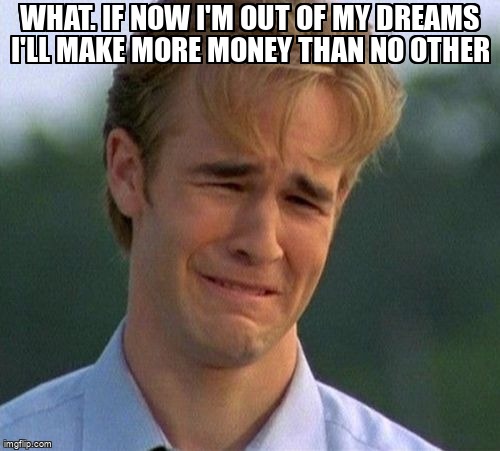 WHAT. IF NOW I'M OUT OF MY DREAMS
I'LL MAKE MORE MONEY THAN NO OTHER
imgflip.com